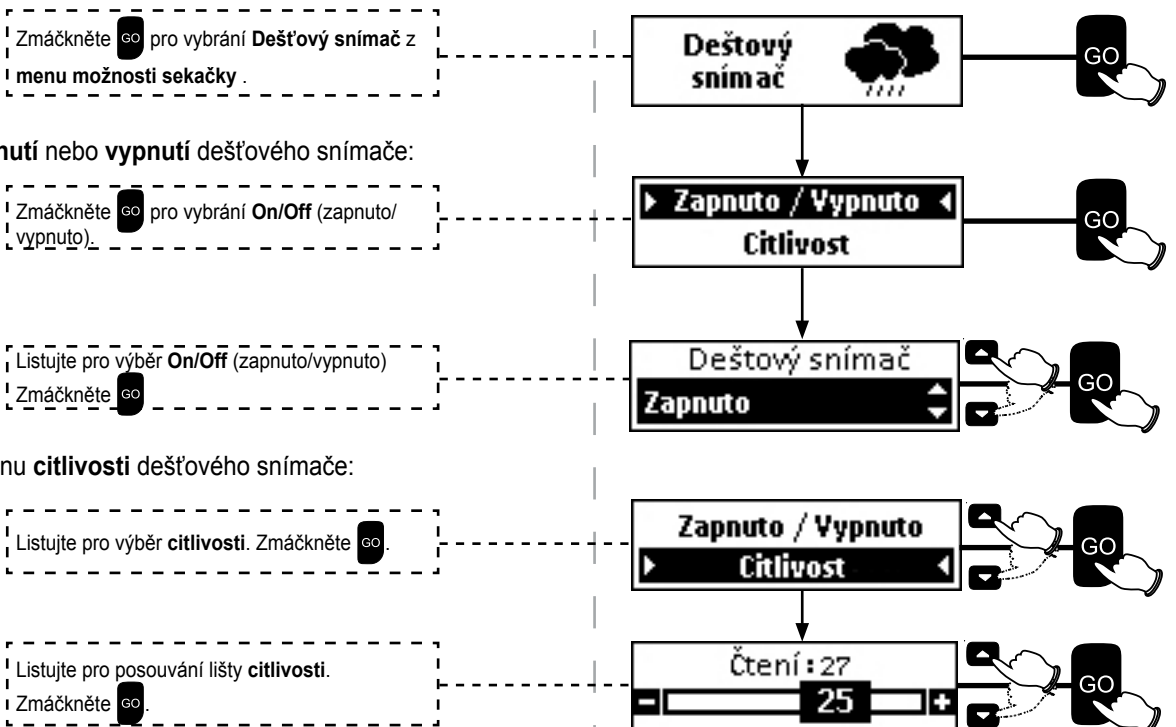 Zmáčkněte GO pro vybrání Dešťový snímač z
menu možnosti sekačky .
Deštový
snímač
GO
nutí nebo vypnutí dešťového snímače:
Zmáčkněte GO pro vybrání On/Off (zapnuto/
vypnuto).
Zapnuto / Vypnuto
Citlivost
GO
Listujte pro výběr On/Off (zapnuto/vypnuto)
Zmáčkněte GO
Deštový snímač
Zapnuto
GO
nu citlivosti dešťového snímače:
Listujte pro výběr citlivosti. Zmáčkněte GO.
Zapnuto / Vypnuto
Citlivost
GO
Listujte pro posouvání lišty citlivosti.
Zmáčkněte GO.
Čtení:27
- 25 +
GO